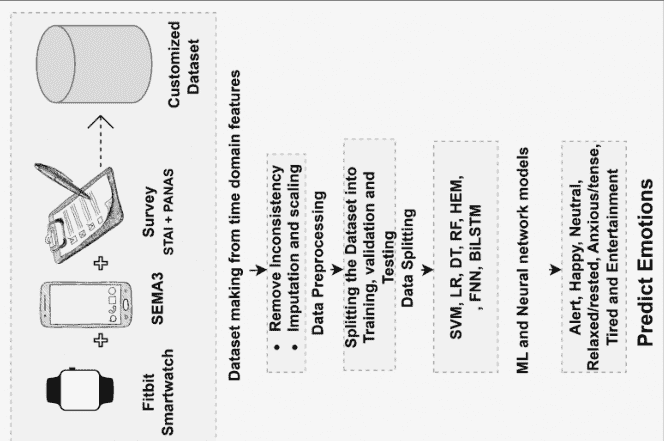 Fitbit
Smartwatch
SEMA3
Survey
STAI + PANAS
Customized
Dataset
Dataset making from time domain features
• Remove Inconsistency
• Imputation and scaling
Data Preprocessing
Splitting the Dataset into
Training, validation and
Testing
Data Splitting
SVM, LR, DT, RF, HEM,
, FNN, BiLSTM
ML and Neural network models
Alert, Happy, Neutral,
Relaxed/rested, Anxious/tense,
Tired and Entertainment
Predict Emotions